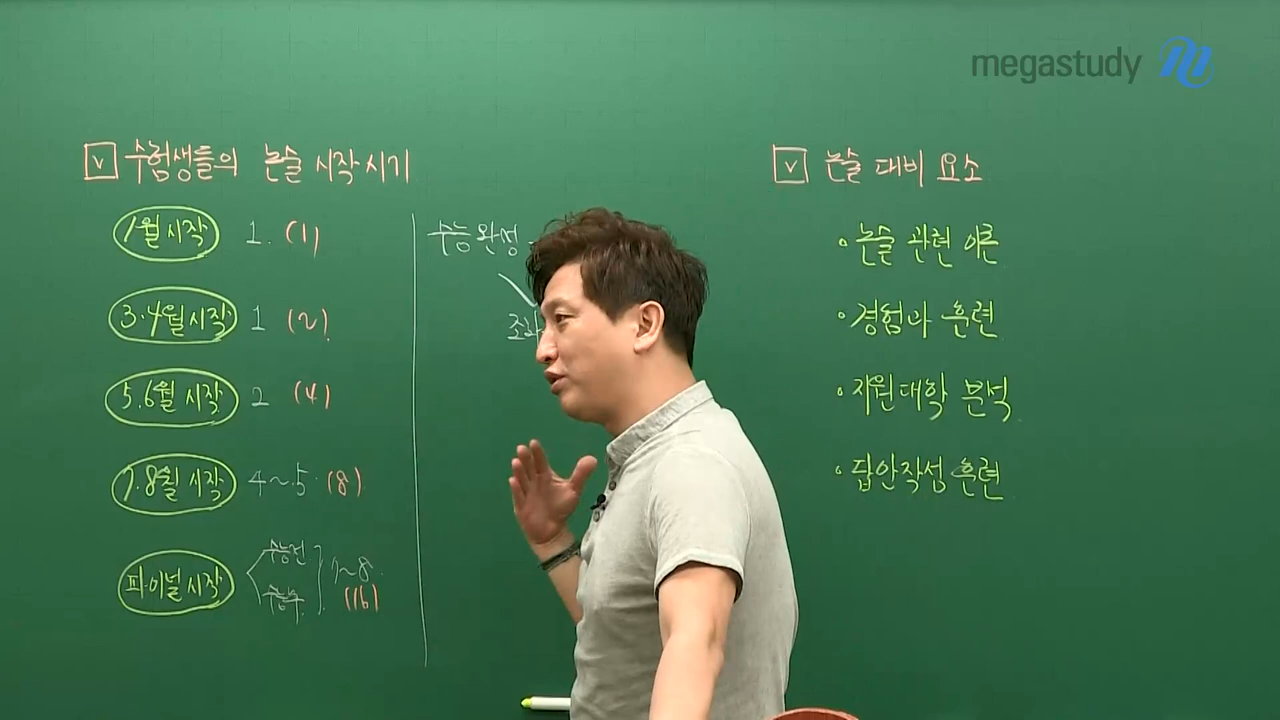 megastudy
v 수험생들의 논술 시작시기
1월 시작 1. (1)
3·4월 시작 1 (2)
5.6월 시작 2 (4)
7.8월 시작 4~5 (8)
파이널 시작 수능전 수능후 7~8 (16)
수능완성
v 논술 대비 요소
• 논술 관련 이론
• 경험과 훈련
• 지원대학 분석
• 답안작성 훈련